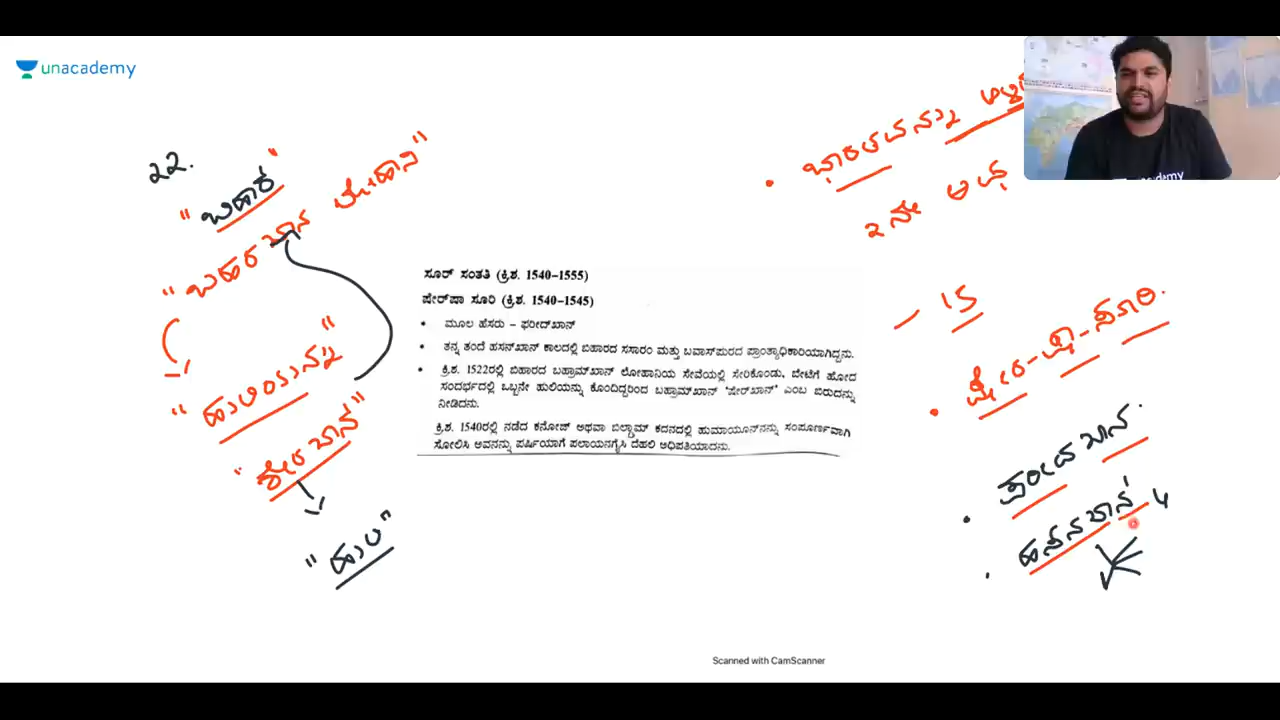 unacademy
22.
"ಬಿಹಾರ"
ಸೂರ್ ಸಂತತಿ (ಕ್ರಿ.ಶ. 1540-1555)
ಷೇರ್‌ಷಾ ಸೂರಿ (ಕ್ರಿ.ಶ. 1540-1545)
• ಮೂಲ ಹೆಸರು – ಫರೀದ್‌ಖಾನ್
• ತನ್ನ ತಂದೆ ಹಸನ್‌ಖಾನ್ ಕಾಲದಲ್ಲಿ ಬಿಹಾರದ ಸಸಾರಂ ಮತ್ತು ಬವಾಸ್‌ಪುರದ ಪ್ರಾಂತ್ಯಾಧಿಕಾರಿಯಾಗಿದ್ದನು.
• ಕ್ರಿ.ಶ. 1522ರಲ್ಲಿ ಬಿಹಾರದ ಬಹ್ರಾಮ್‌ಖಾನ್ ಲೋಹಾನಿಯ ಸೇವೆಯಲ್ಲಿ ಸೇರಿಕೊಂಡು, ಬೇಟೆಗೆ ಹೋದ
ಸಂದರ್ಭದಲ್ಲಿ ಒಬ್ಬನೇ ಹುಲಿಯನ್ನು ಕೊಂದಿದ್ದರಿಂದ ಬಹ್ರಾಮ್‌ಖಾನ್ 'ಷೇರ್‌ಖಾನ್' ಎಂಬ ಬಿರುದನ್ನು
ನೀಡಿದನು.
ಕ್ರಿ.ಶ. 1540ರಲ್ಲಿ ನಡೆದ ಕನೋಜ್ ಅಥವಾ ಬಿಲ್ಗ್ರಾಮ್ ಕದನದಲ್ಲಿ ಹುಮಾಯೂನ್‌ನನ್ನು ಸಂಪೂರ್ಣವಾಗಿ
ಸೋಲಿಸಿ ಅವನನ್ನು ಪರ್ಷಿಯಾಗೆ ಪಲಾಯನಗೈಸಿ ದೆಹಲಿ ಅಧಿಪತಿಯಾದನು.
"ಹುಲಿಯನ್ನು"
"ಶೇರ ಖಾನ"
"ಹುಲಿ"
• ಭಾರತವನ್ನು
2ನೇ
– 15
• ಷೇರ-ಷಾ-ಸೂರಿ.
• ಫರೀದ ಖಾನ.
• ಹಸನ ಖಾನ
unacademy
Scanned with CamScanner